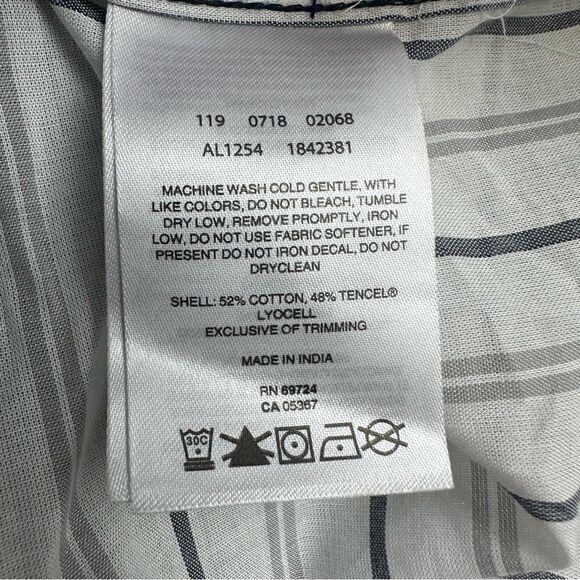 119 0718 02068
AL1254 1842381
MACHINE WASH COLD GENTLE, WITH
LIKE COLORS, DO NOT BLEACH, TUMBLE
DRY LOW, REMOVE PROMPTLY, IRON
LOW, DO NOT USE FABRIC SOFTENER, IF
PRESENT DO NOT IRON DECAL, DO NOT
DRYCLEAN
SHELL: 52% COTTON, 48% TENCEL®
LYOCELL
EXCLUSIVE OF TRIMMING
MADE IN INDIA
RN 69724
CA 05367
30C